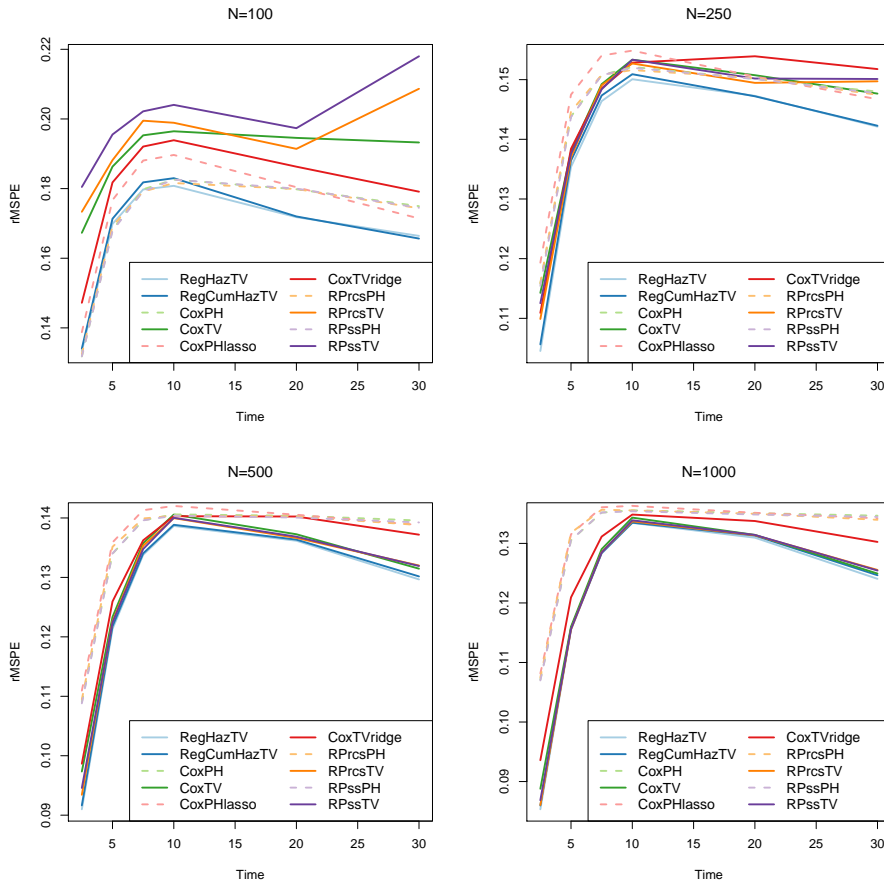 N=100
rMSPE
0.22
0.20
0.18
0.16
0.14
RegHazTV
RegCumHazTV
CoxPH
CoxTV
CoxPHlasso
CoxTVridge
RPrcsPH
RPrcsTV
RPssPH
RPssTV
5 10 15 20 25 30
Time
N=250
rMSPE
0.15
0.14
0.13
0.12
0.11
RegHazTV
RegCumHazTV
CoxPH
CoxTV
CoxPHlasso
CoxTVridge
RPrcsPH
RPrcsTV
RPssPH
RPssTV
5 10 15 20 25 30
Time
N=500
rMSPE
0.14
0.13
0.12
0.11
0.10
0.09
RegHazTV
RegCumHazTV
CoxPH
CoxTV
CoxPHlasso
CoxTVridge
RPrcsPH
RPrcsTV
RPssPH
RPssTV
5 10 15 20 25 30
Time
N=1000
rMSPE
0.13
0.12
0.11
0.10
0.09
RegHazTV
RegCumHazTV
CoxPH
CoxTV
CoxPHlasso
CoxTVridge
RPrcsPH
RPrcsTV
RPssPH
RPssTV
5 10 15 20 25 30
Time